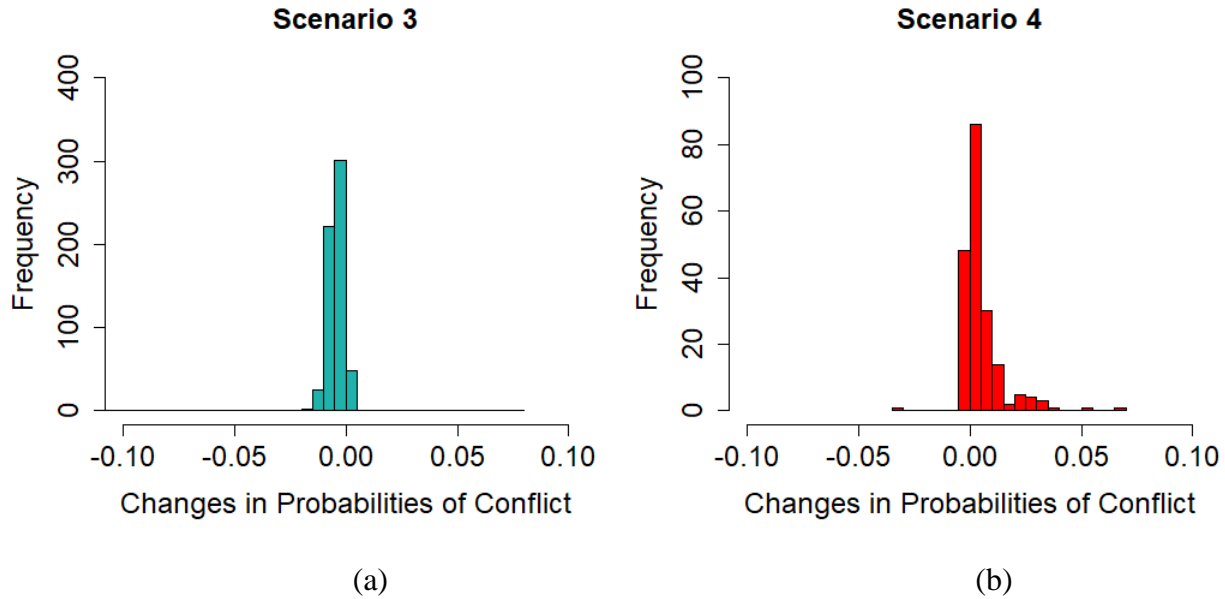 Scenario 3
Frequency
400
300
200
100
0
-0.10 -0.05 0.00 0.05 0.10
Changes in Probabilities of Conflict
(a)
Scenario 4
Frequency
100
80
60
40
20
0
-0.10 -0.05 0.00 0.05 0.10
Changes in Probabilities of Conflict
(b)